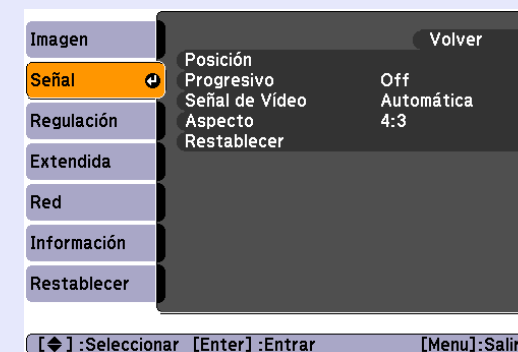 Imagen
Señal
Regulación
Extendida
Red
Información
Restablecer
Volver
Posición
Progresivo Off
Señal de Vídeo Automática
Aspecto 4:3
Restablecer
[ ] :Seleccionar [Enter] :Entrar [Menu]:Salir